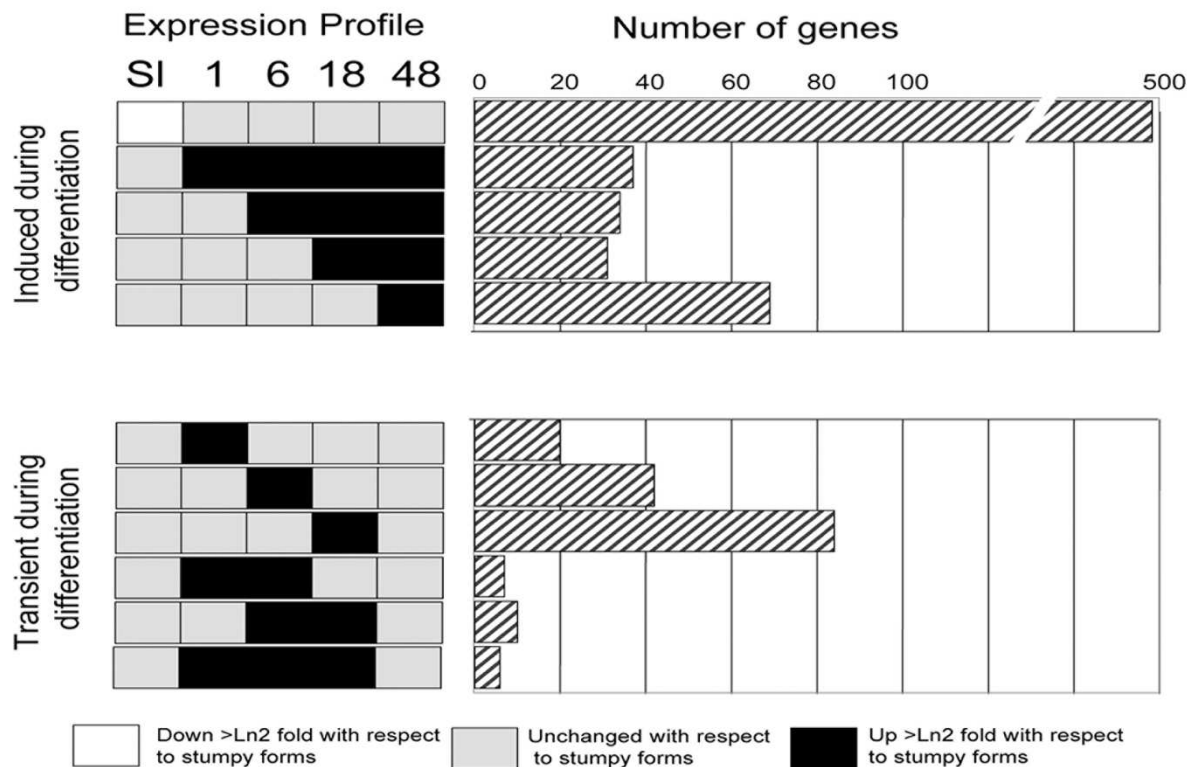 Expression Profile
Number of genes
SI 1 6 18 48
0 20 40 60 80 100 500
Induced during
differentiation
Transient during
differentiation
Down >Ln2 fold with respect
to stumpy forms
Unchanged with respect
to stumpy forms
Up >Ln2 fold with respect
to stumpy forms